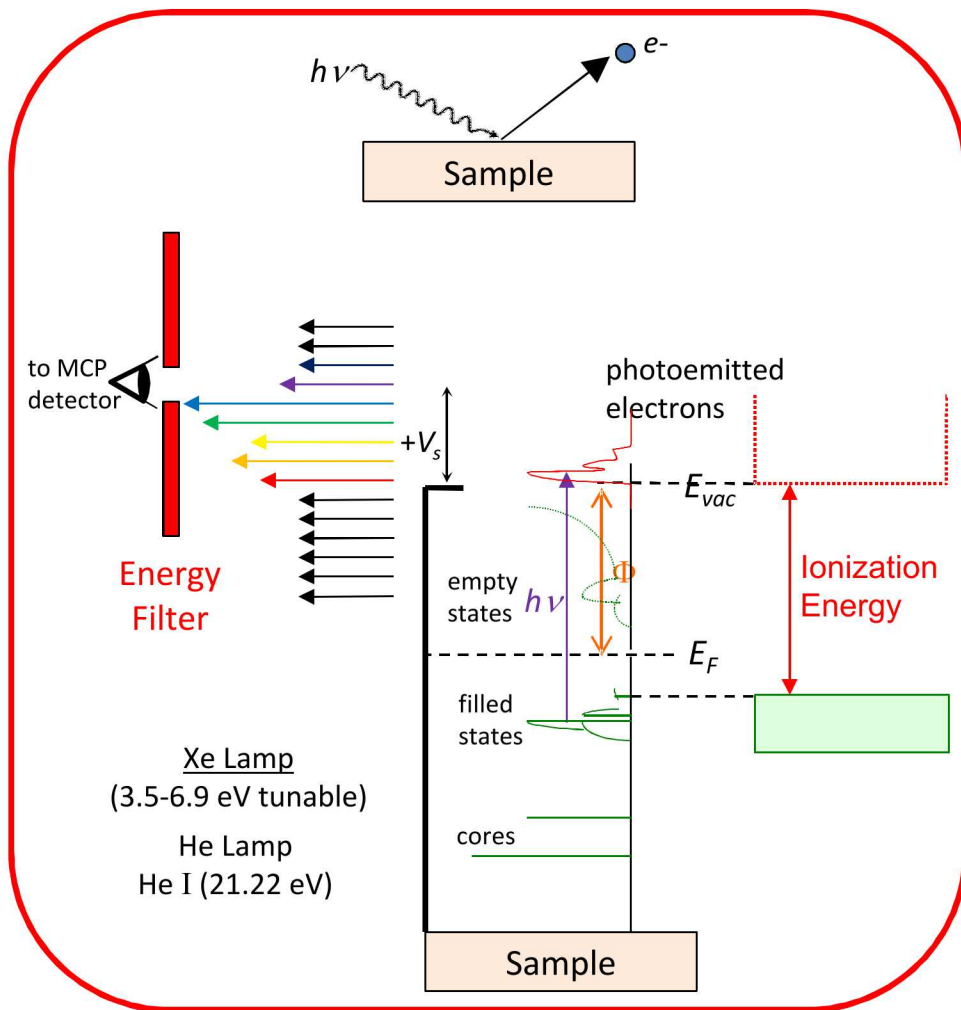 hν
e-
Sample
to MCP
detector
+Vs
photoemitted
electrons
Evac
Energy
Filter
empty
states
hν
Φ
Ionization
Energy
EF
filled
states
Xe Lamp
(3.5-6.9 eV tunable)
cores
He Lamp
He I (21.22 eV)
Sample